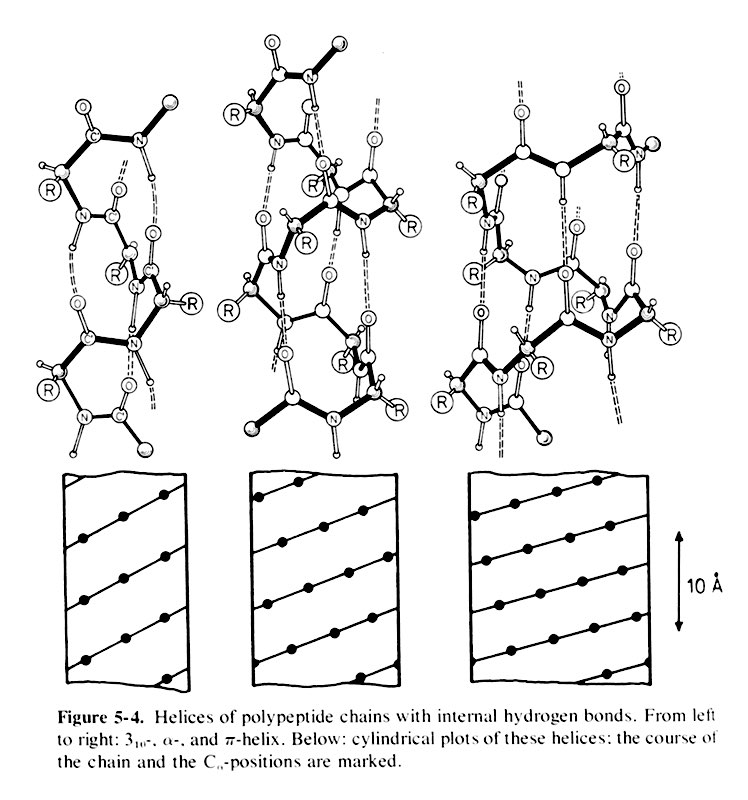 O
C
N
R
O
N
C
O
R
C
N
R
O
C
N
R
O
N
C
O
N
R
N
O
O
R
O
N
R
R
N
R
O
O
O
R
R
N
O
O
N
R
R
N
O
R
N
O
O
R
N
O
N
R
R
N
O
R
N
10 Å
Figure 5-4. Helices of polypeptide chains with internal hydrogen bonds. From left
to right: 3₁₀-, α-, and π-helix. Below: cylindrical plots of these helices: the course of
the chain and the Cα-positions are marked.